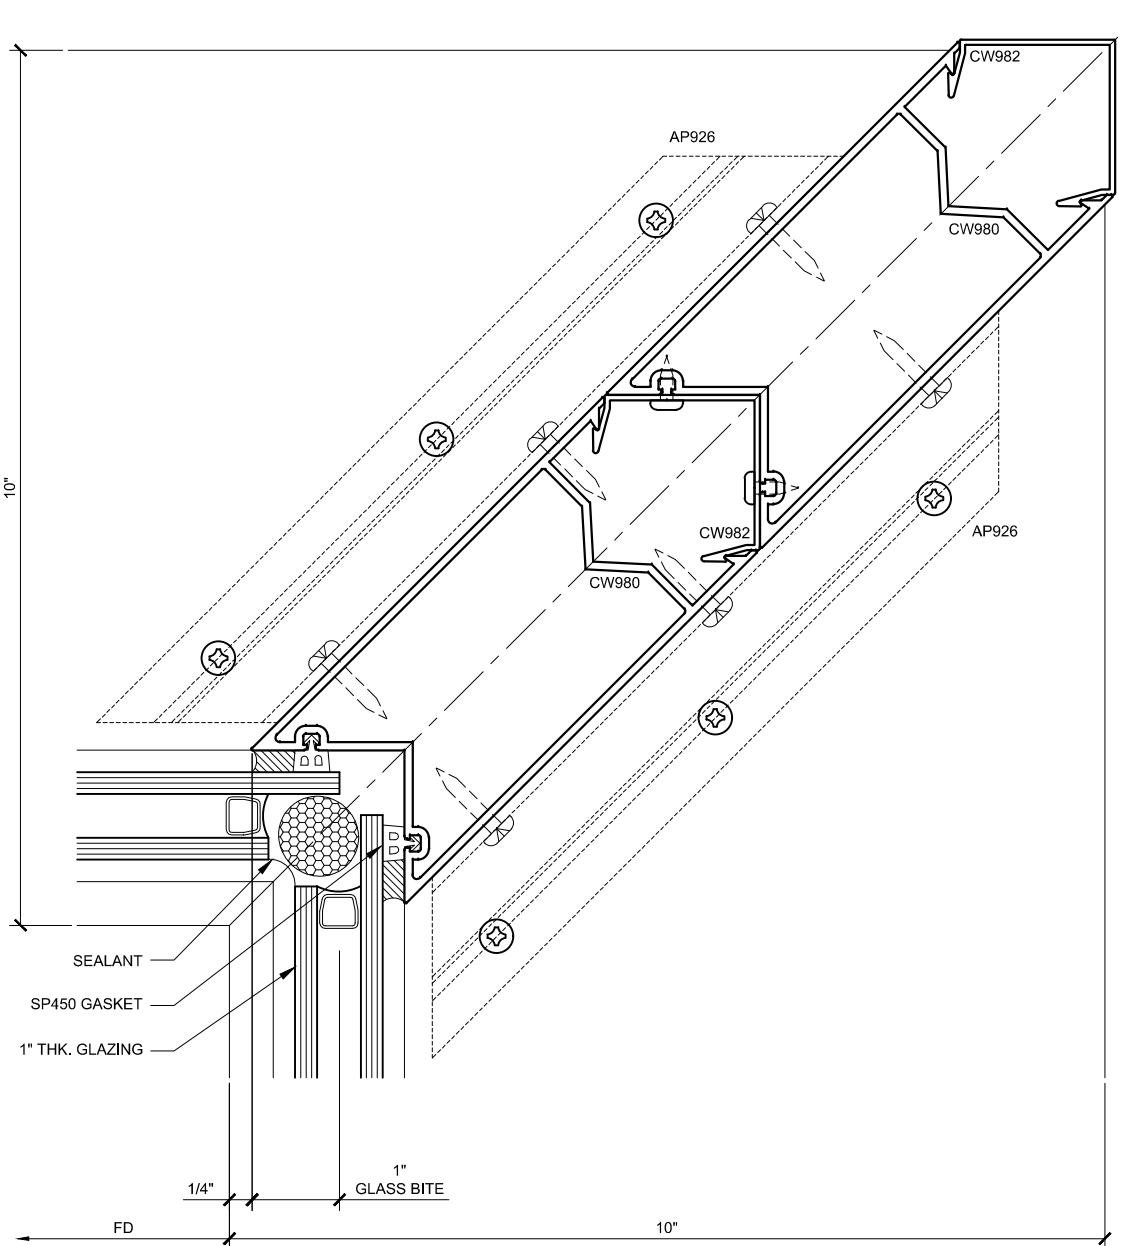 CW982
AP926
CW980
10"
CW982
AP926
CW980
SEALANT
SP450 GASKET
1" THK. GLAZING
1"
1/4"
GLASS BITE
FD
10"